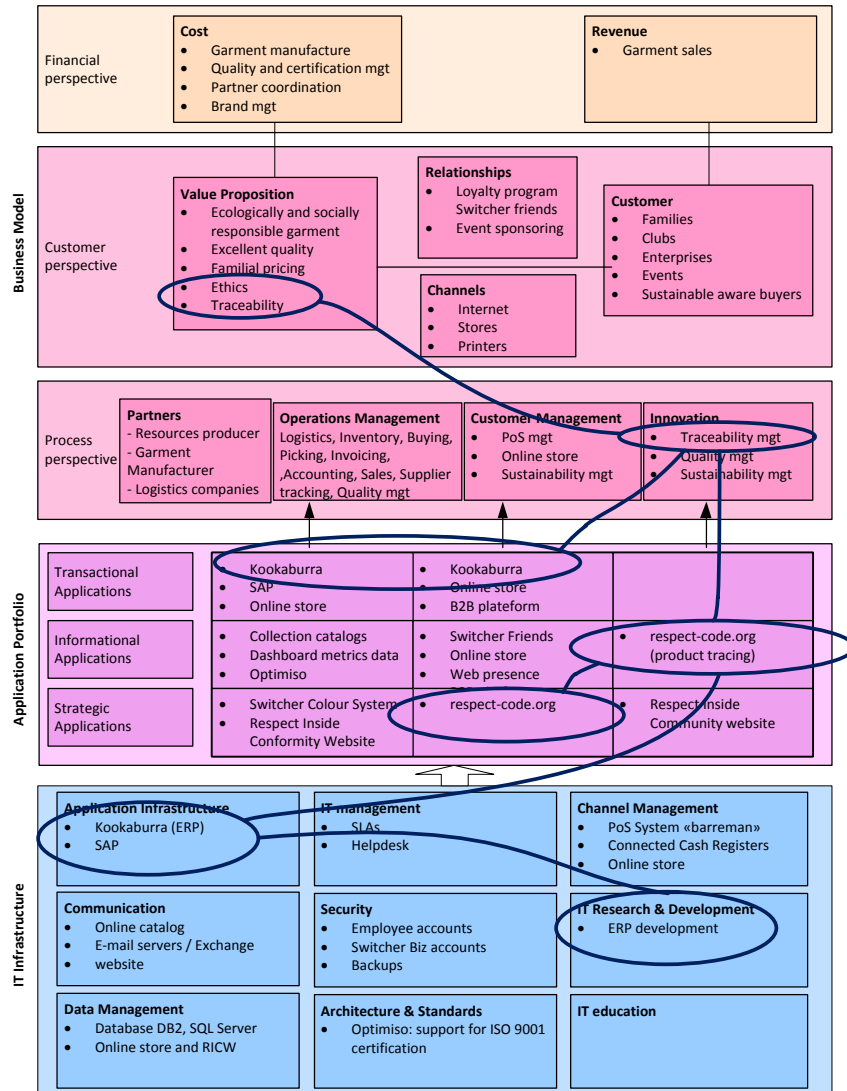 Business Model
Financial
perspective
Cost
• Garment manufacture
• Quality and certification mgt
• Partner coordination
• Brand mgt
Revenue
• Garment sales
Customer
perspective
Value Proposition
• Ecologically and socially
responsible garment
• Excellent quality
• Familial pricing
• Ethics
• Traceability
Relationships
• Loyalty program
Switcher friends
• Event sponsoring
Channels
• Internet
• Stores
• Printers
Customer
• Families
• Clubs
• Enterprises
• Events
• Sustainable aware buyers
Process
perspective
Partners
- Resources producer
- Garment
Manufacturer
- Logistics companies
Operations Management
Logistics, Inventory, Buying,
Picking, Invoicing,
,Accounting, Sales, Supplier
tracking, Quality mgt
Customer Management
• PoS mgt
• Online store
• Sustainability mgt
Innovation
• Traceability mgt
• Quality mgt
• Sustainability mgt
Application Portfolio
Transactional
Applications
• Kookaburra
• SAP
• Online store
• Kookaburra
• Online store
• B2B plateform
Informational
Applications
• Collection catalogs
• Dashboard metrics data
• Optimiso
• Switcher Friends
• Online store
• Web presence
• respect-code.org
(product tracing)
Strategic
Applications
• Switcher Colour System
• Respect Inside
Conformity Website
• respect-code.org
• Respect Inside
Community website
IT Infrastructure
Application Infrastructure
• Kookaburra (ERP)
• SAP
IT management
• SLAs
• Helpdesk
Channel Management
• PoS System «barreman»
• Connected Cash Registers
• Online store
Communication
• Online catalog
• E-mail servers / Exchange
• website
Security
• Employee accounts
• Switcher Biz accounts
• Backups
IT Research & Development
• ERP development
Data Management
• Database DB2, SQL Server
• Online store and RICW
Architecture & Standards
• Optimiso: support for ISO 9001
certification
IT education